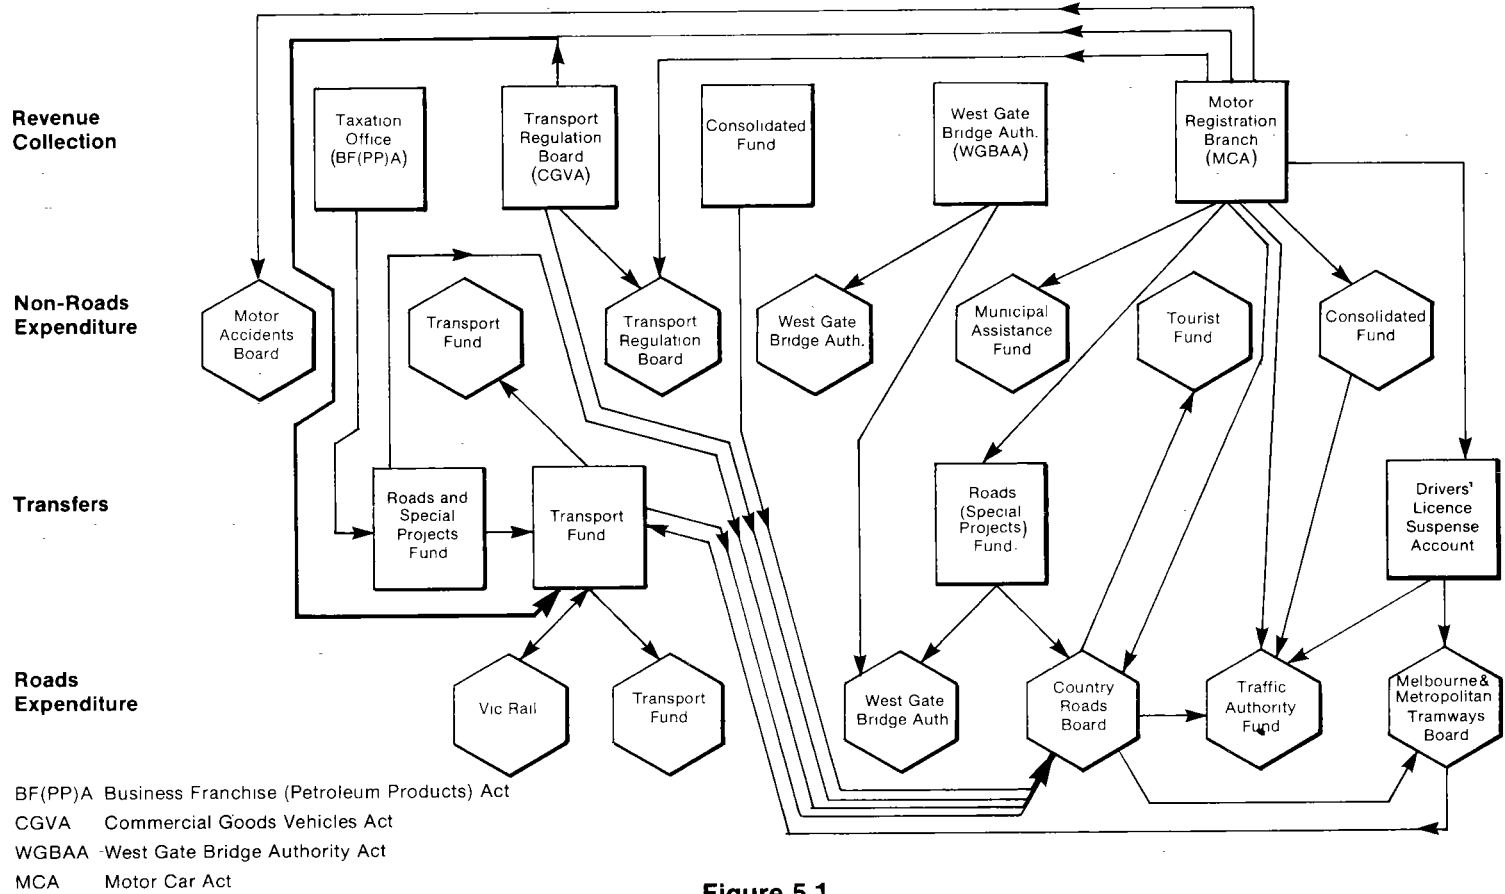 Revenue
Collection
Taxation
Office
(BF(PP)A)
Transport
Regulation
Board
(CGVA)
Consolidated
Fund
West Gate
Bridge Auth.
(WGBAA)
Motor
Registration
Branch
(MCA)
Non-Roads
Expenditure
Motor
Accidents
Board
Transport
Fund
Transport
Regulation
Board
West Gate
Bridge Auth.
Municipal
Assistance
Fund
Tourist
Fund
Consolidated
Fund
Transfers
Roads and
Special
Projects
Fund
Transport
Fund
Roads
(Special
Projects)
Fund.
Drivers'
Licence
Suspense
Account
Roads
Expenditure
Vic Rail
Transport
Fund
West Gate
Bridge Auth
Country
Roads
Board
Traffic
Authority
Fund
Melbourne &
Metropolitan
Tramways
Board
BF(PP)A Business Franchise (Petroleum Products) Act
CGVA Commercial Goods Vehicles Act
WGBAA West Gate Bridge Authority Act
MCA Motor Car Act
Figure 5.1